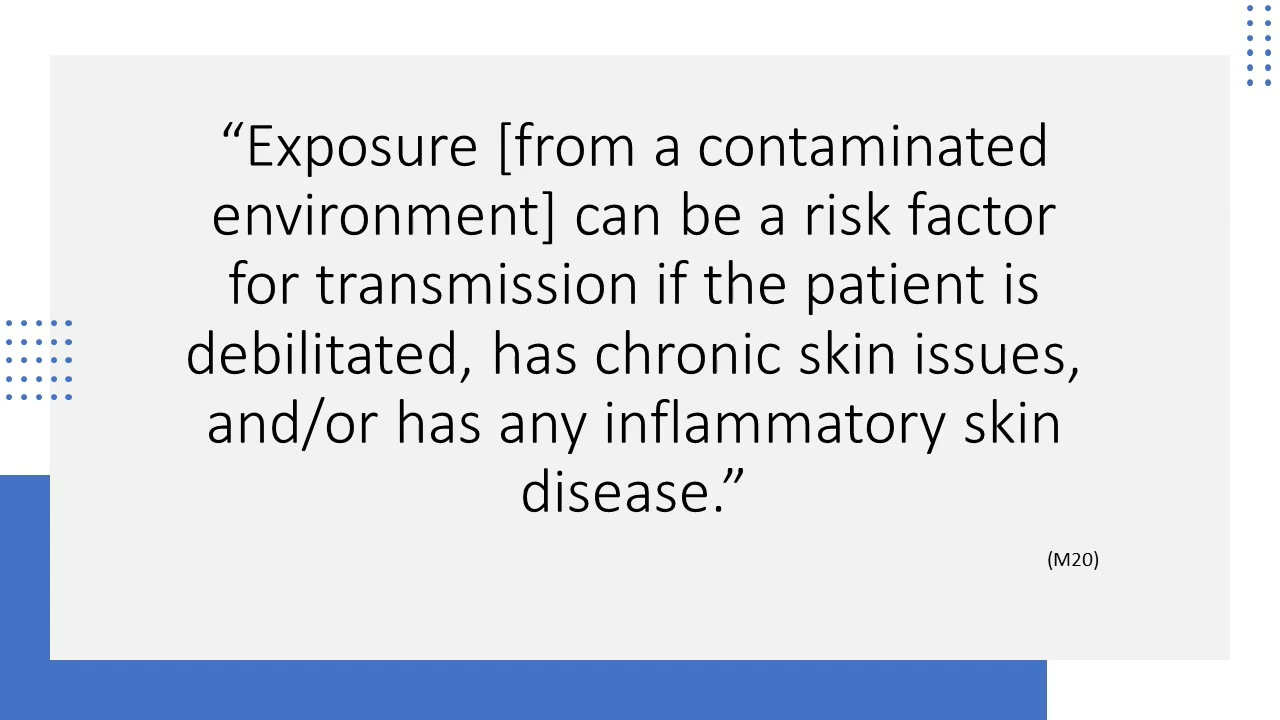 “Exposure [from a contaminated
environment] can be a risk factor
for transmission if the patient is
debilitated, has chronic skin issues,
and/or has any inflammatory skin
disease.”
(M20)